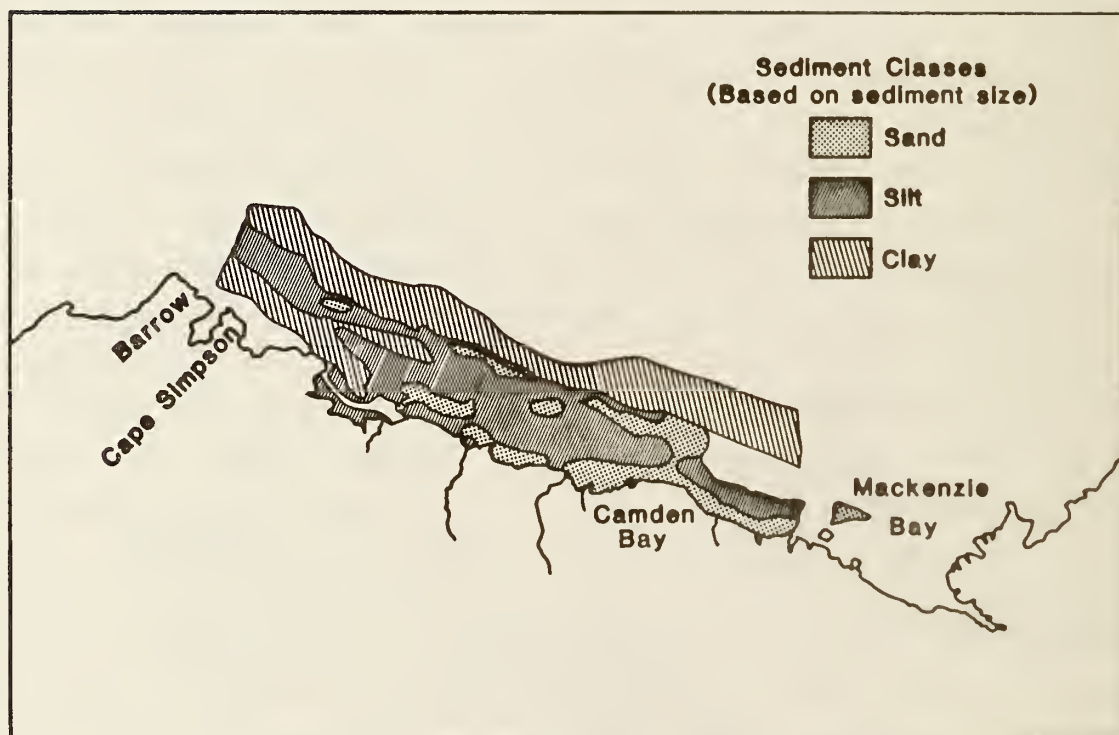 Sediment Classes
(Based on sediment size)
Sand
Silt
Clay
Barrow
Cape Simpson
Camden
Bay
Mackenzie
Bay